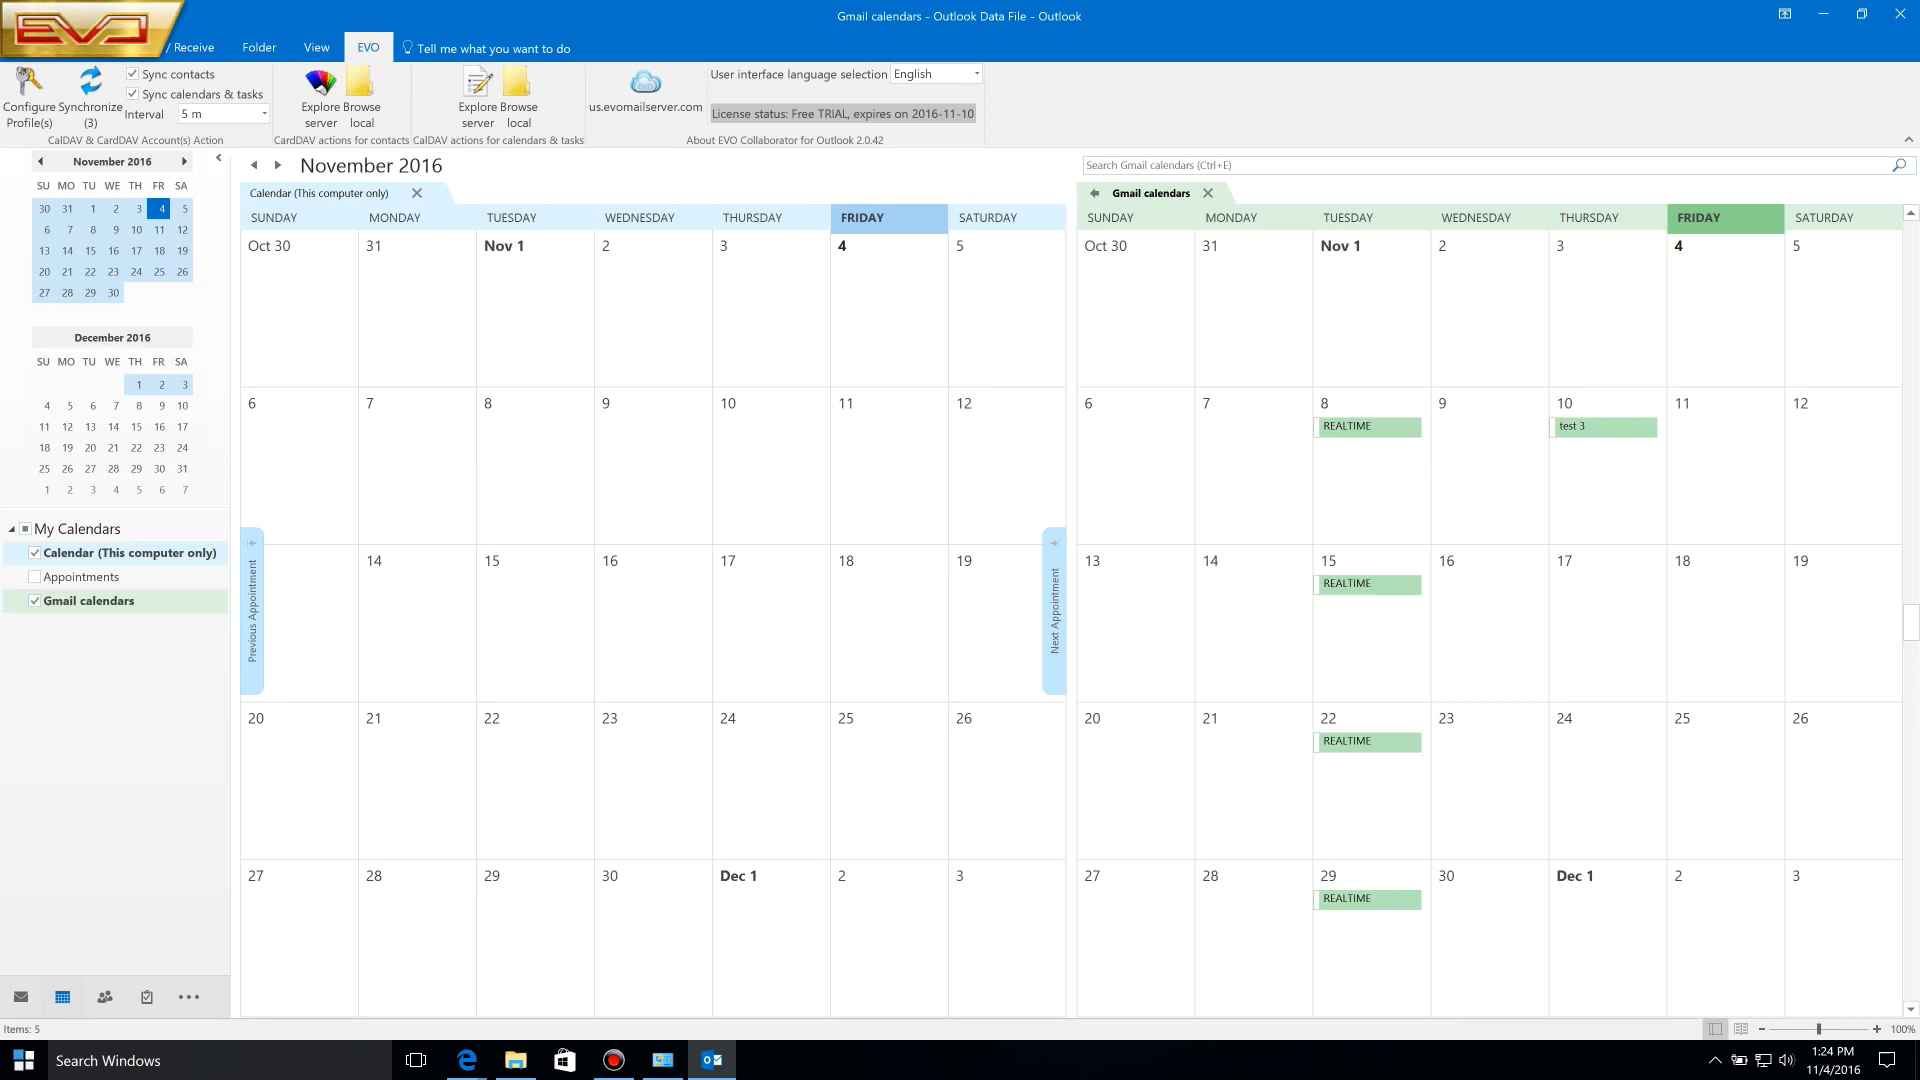 Gmail calendars - Outlook Data File - Outlook
EVO
/ Receive Folder View EVO Tell me what you want to do
Configure Profile(s)
Synchronize (3)
Sync contacts
Sync calendars & tasks
Interval 5 m
CalDAV & CardDAV Account(s) Action
Explore server
Browse local
CardDAV actions for contacts
Explore server
Browse local
CalDAV actions for calendars & tasks
EVO
us.evomailserver.com
User interface language selection English
License status: Free TRIAL, expires on 2016-11-10
About EVO Collaborator for Outlook 2.0.42
November 2016
SU MO TU WE TH FR SA
30 31 1 2 3 4 5
6 7 8 9 10 11 12
13 14 15 16 17 18 19
20 21 22 23 24 25 26
27 28 29 30
December 2016
SU MO TU WE TH FR SA
1 2 3
4 5 6 7 8 9 10
11 12 13 14 15 16 17
18 19 20 21 22 23 24
25 26 27 28 29 30 31
1 2 3 4 5 6 7
My Calendars
Calendar (This computer only)
Appointments
Gmail calendars
November 2016
Search Gmail calendars (Ctrl+E)
Calendar (This computer only)
SUNDAY MONDAY TUESDAY WEDNESDAY THURSDAY FRIDAY SATURDAY
Oct 30 31 Nov 1 2 3 4 5
6 7 8 9 10 11 12
14 15 16 17 18 19
Previous Appointment
Next Appointment
20 21 22 23 24 25 26
27 28 29 30 Dec 1 2 3
Gmail calendars
SUNDAY MONDAY TUESDAY WEDNESDAY THURSDAY FRIDAY SATURDAY
Oct 30 31 Nov 1 2 3 4 5
6 7 8 9 10 11 12
REALTIME test 3
13 14 15 16 17 18 19
REALTIME
20 21 22 23 24 25 26
REALTIME
27 28 29 30 Dec 1 2 3
REALTIME
Items: 5
100%
Search Windows
1:24 PM
11/4/2016